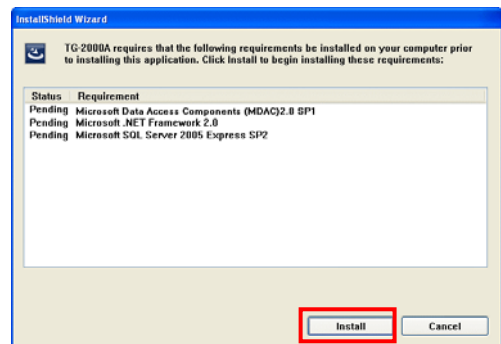 InstallShield Wizard
TG-2000A requires that the following requirements be installed on your computer prior
to installing this application. Click Install to begin installing these requirements:
Status Requirement
Pending Microsoft Data Access Components (MDAC)2.8 SP1
Pending Microsoft .NET Framework 2.0
Pending Microsoft SQL Server 2005 Express SP2
Install Cancel